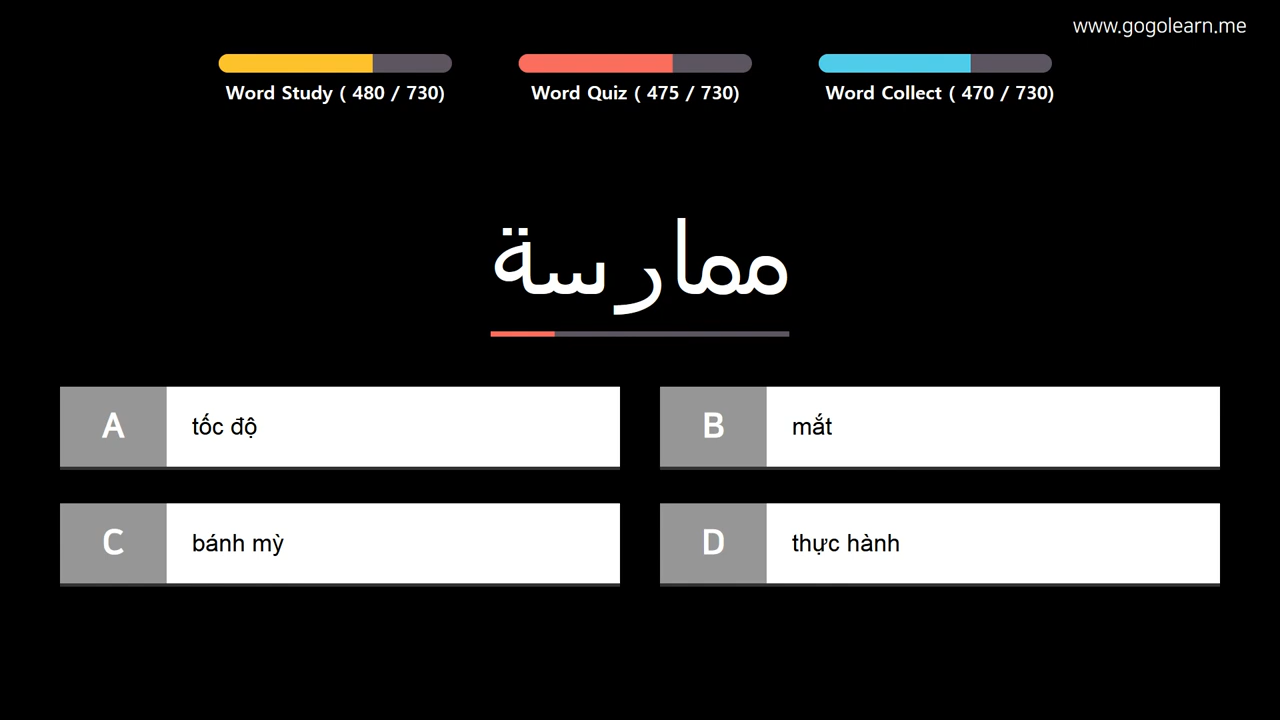 www.gogolearn.me
Word Study ( 480 / 730)
Word Quiz ( 475 / 730)
Word Collect ( 470 / 730)
ممارسة
A
tốc độ
B
mắt
C
bánh mỳ
D
thực hành